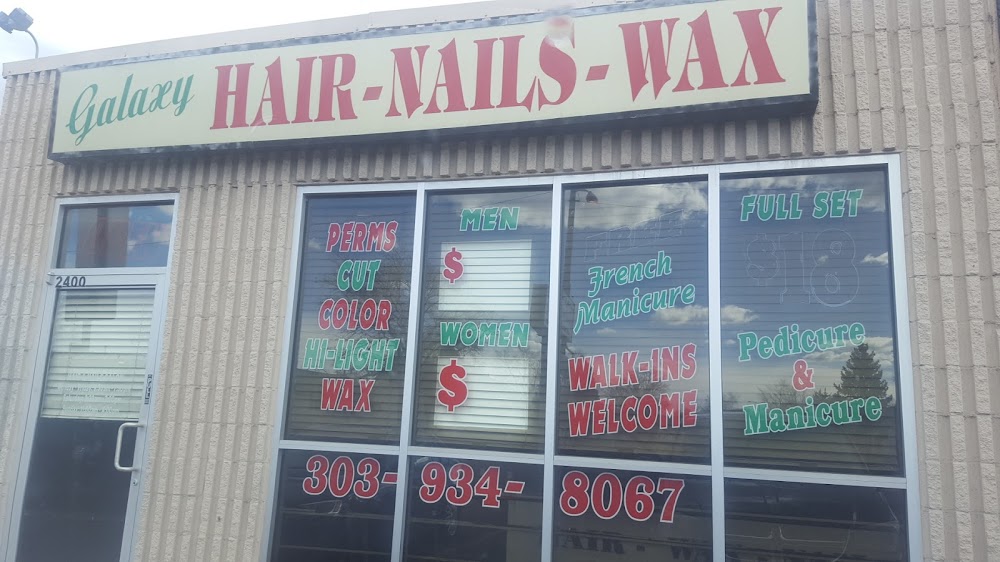 Galaxy HAIR-NAILS-WAX
2400
PERMS
CUT
COLOR
HI-LIGHT
WAX
MEN
$
WOMEN
$
French
Manicure
WALK-INS
WELCOME
FULL SET
$18
Pedicure
&
Manicure
303-934-8067